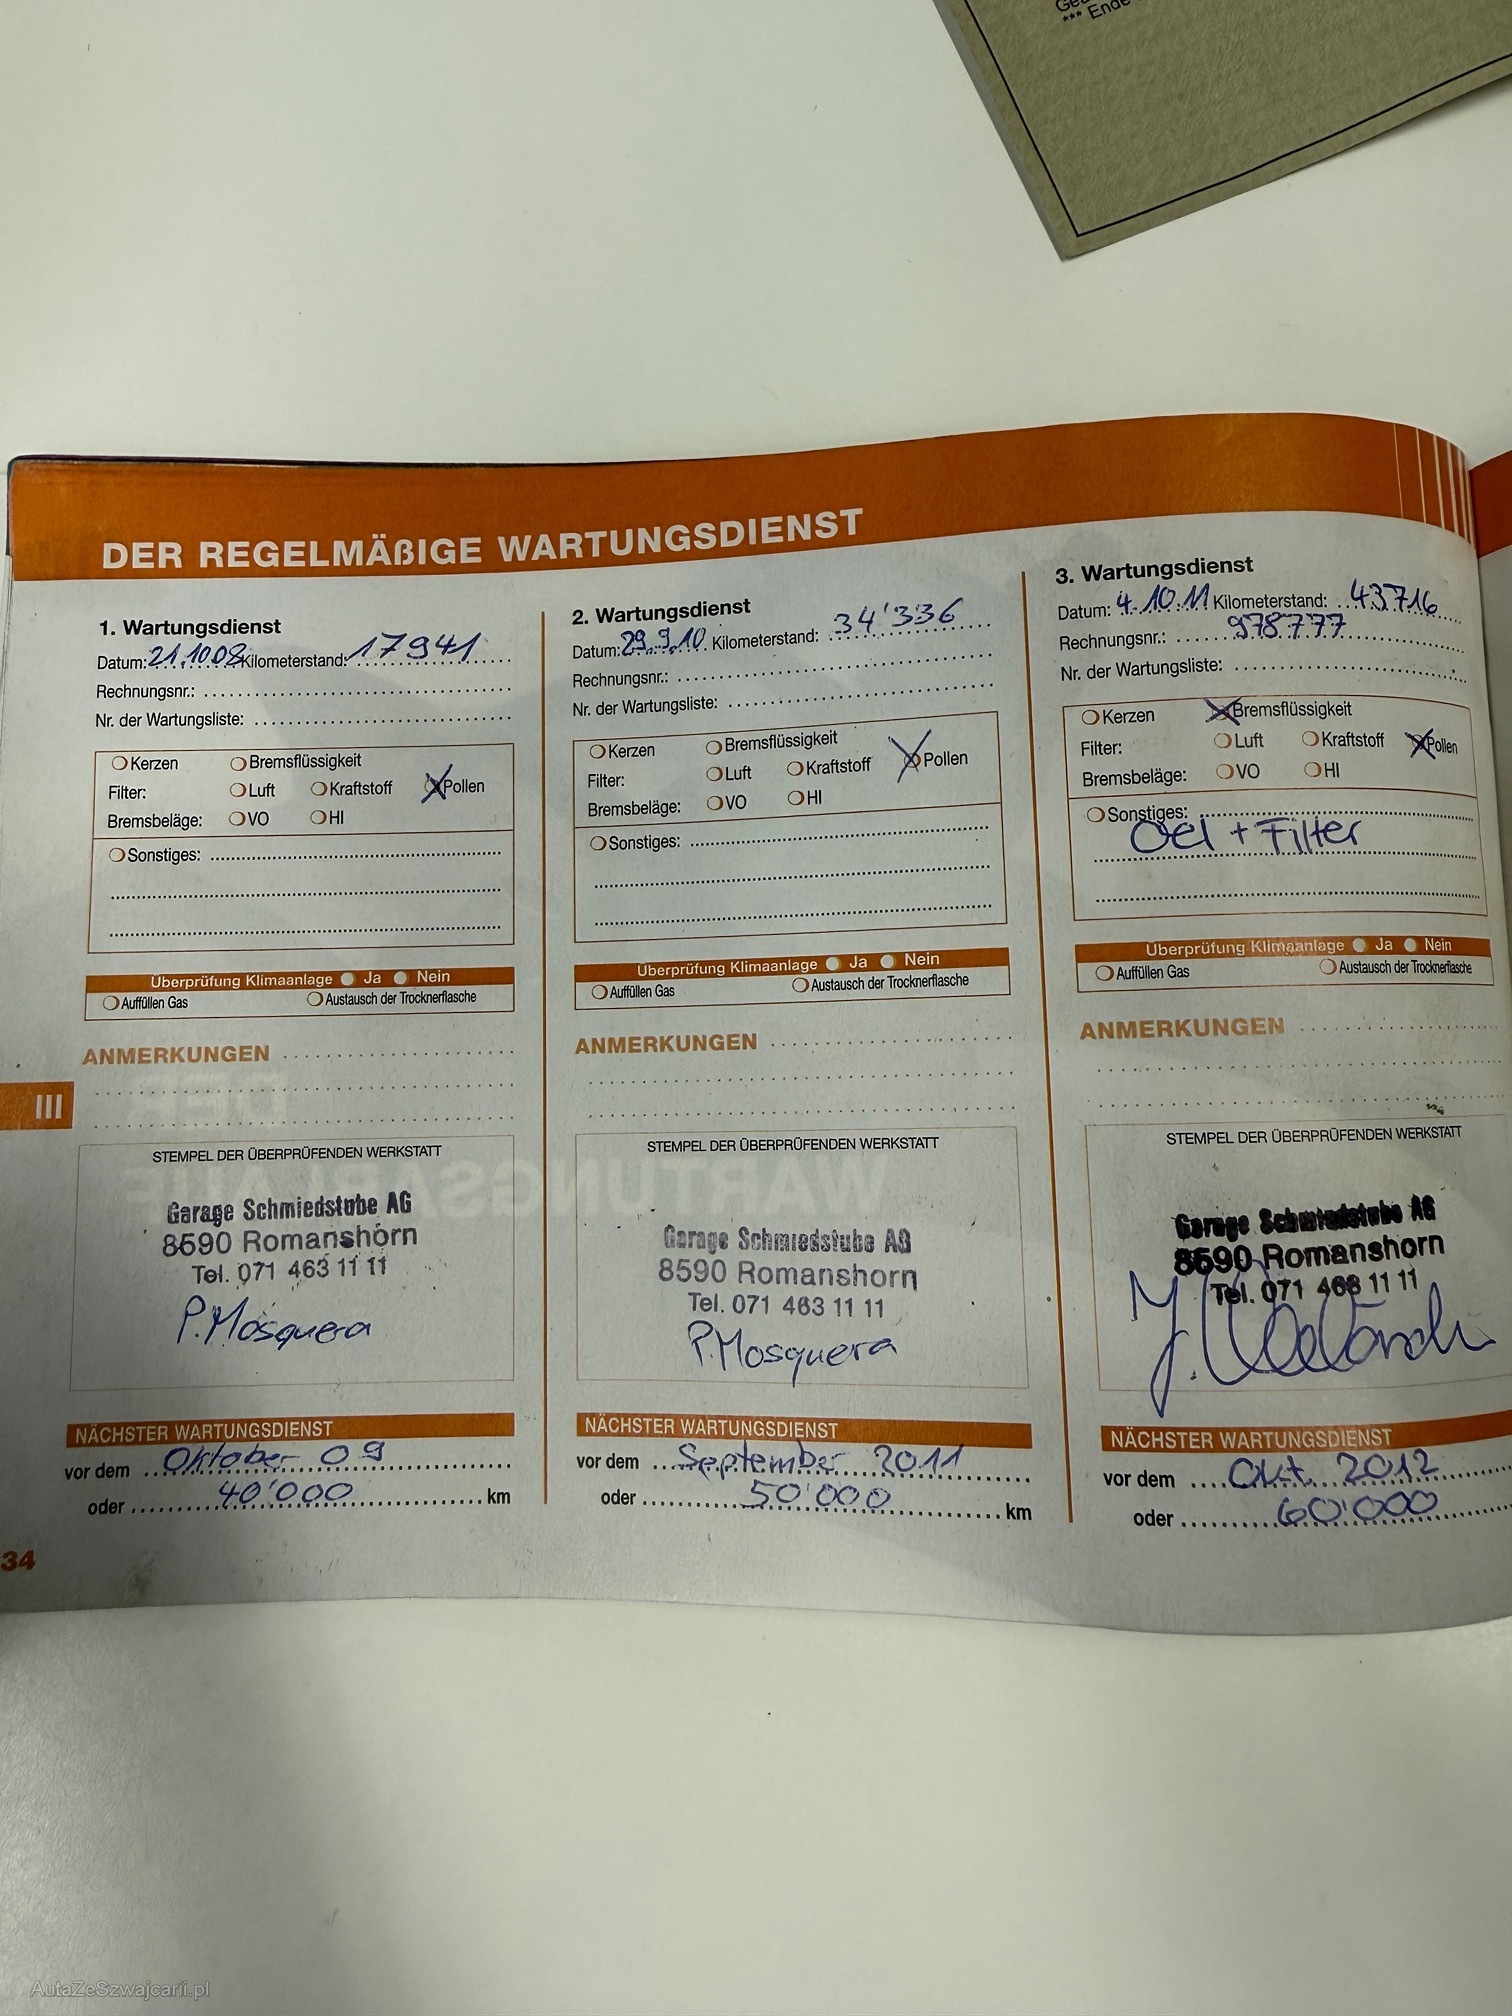 *** Ende
DER REGELMÄßIGE WARTUNGSDIENST
1. Wartungsdienst
Datum: 21.10 08 Kilometerstand: 17941
Rechnungsnr.:
Nr. der Wartungsliste:
Kerzen Bremsflüssigkeit
Filter: Luft Kraftstoff Pollen
Bremsbeläge: VO HI
Sonstiges:
Überprüfung Klimaanlage Ja Nein
Auffüllen Gas Austausch der Trocknerflasche
ANMERKUNGEN
STEMPEL DER ÜBERPRÜFENDEN WERKSTATT
Garage Schmiedstube AG
8590 Romanshorn
Tel. 071 463 11 11
P. Mosquera
NÄCHSTER WARTUNGSDIENST
vor dem Oktober 09
oder 40'000 km
2. Wartungsdienst
Datum: 29.9.10 Kilometerstand: 34'336
Rechnungsnr.:
Nr. der Wartungsliste:
Kerzen Bremsflüssigkeit
Filter: Luft Kraftstoff Pollen
Bremsbeläge: VO HI
Sonstiges:
Überprüfung Klimaanlage Ja Nein
Auffüllen Gas Austausch der Trocknerflasche
ANMERKUNGEN
STEMPEL DER ÜBERPRÜFENDEN WERKSTATT
Garage Schmiedstube AG
8590 Romanshorn
Tel. 071 463 11 11
P. Mosquera
NÄCHSTER WARTUNGSDIENST
vor dem September 2011
oder 50'000 km
3. Wartungsdienst
Datum: 4.10.11 Kilometerstand: 43716
Rechnungsnr.: 978777
Nr. der Wartungsliste:
Kerzen Bremsflüssigkeit
Filter: Luft Kraftstoff Pollen
Bremsbeläge: VO HI
Sonstiges:
Oel + Filter
Überprüfung Klimaanlage Ja Nein
Auffüllen Gas Austausch der Trocknerflasche
ANMERKUNGEN
STEMPEL DER ÜBERPRÜFENDEN WERKSTATT
Garage Schmiedstube AG
8590 Romanshorn
Tel. 071 463 11 11
NÄCHSTER WARTUNGSDIENST
vor dem Okt. 2012
oder 60'000
III
34
AutaZeSzwajcarii.pl